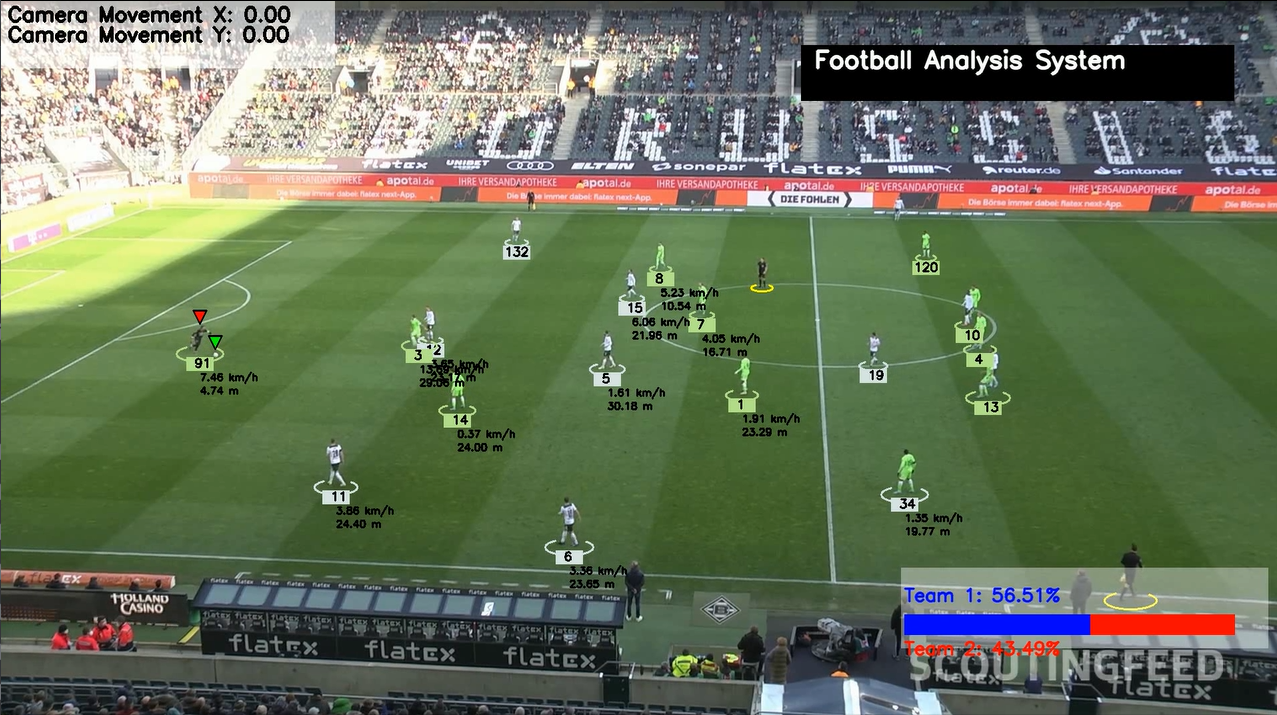 Camera Movement X: 0.00
Camera Movement Y: 0.00
Football Analysis System
flatex UNIBET ELTEN sonepar flatex PUMA reuter.de Santander flatex
apotal.de IHRE VERSANDAPOTHEKE apotal.de IHRE VERSANDAPOTHEKE apotal.de IHRE VERSANDAPOTHEKE apotal.de IHRE VERSANDAPOTHEKE apotal.de
Die Börse immer dabei: flatex next-App. Die Börse immer dabei: flatex next-App. DIE FOHLEN
132
120
8
5.23 km/h
10.54 m
15
6.06 km/h
21.96 m
7
4.05 km/h
16.71 m
10
3
12
4
91
7.46 km/h
4.74 m
5
1.61 km/h
30.18 m
19
1
1.91 km/h
23.29 m
13
14
0.37 km/h
24.00 m
11
3.86 km/h
24.40 m
34
1.35 km/h
19.77 m
6
3.36 km/h
23.65 m
HOLLAND
CASINO
flatex flatex flatex
Team 1: 56.51%
Team 2: 43.49%
SCOUTINGFEED
flatex